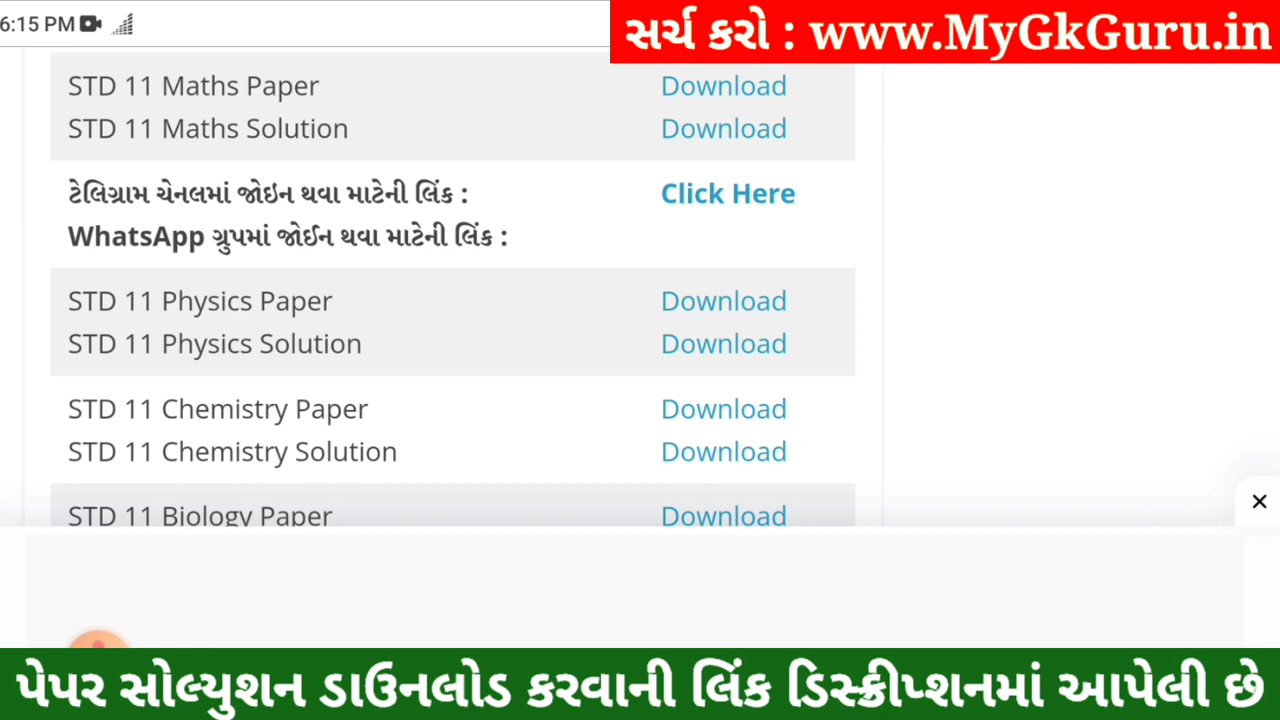 6:15 PM
સર્ચ કરો : www.MyGkGuru.in
STD 11 Maths Paper Download
STD 11 Maths Solution Download
ટેલિગ્રામ ચેનલમાં જોઇન થવા માટેની લિંક : Click Here
WhatsApp ગ્રુપમાં જોઈન થવા માટેની લિંક :
STD 11 Physics Paper Download
STD 11 Physics Solution Download
STD 11 Chemistry Paper Download
STD 11 Chemistry Solution Download
STD 11 Biology Paper Download
પેપર સોલ્યુશન ડાઉનલોડ કરવાની લિંક ડિસ્ક્રીપ્શનમાં આપેલી છે